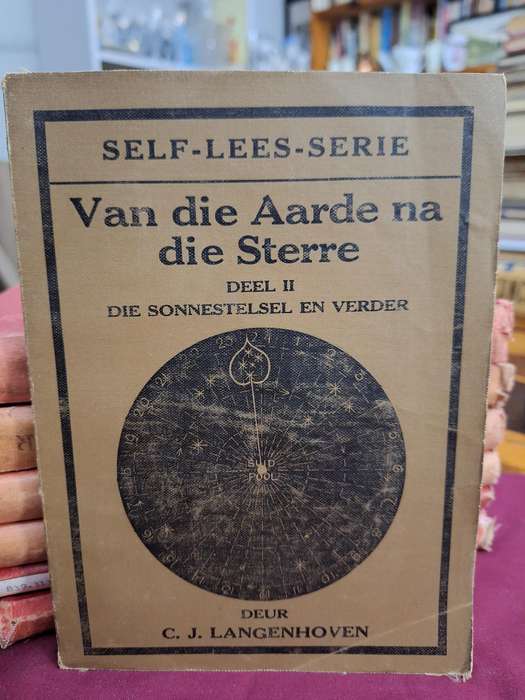 SELF-LEES-SERIE
Van die Aarde na
die Sterre
DEEL II
DIE SONNESTELSEL EN VERDER
SUID
POOL
DEUR
C. J. LANGENHOVEN